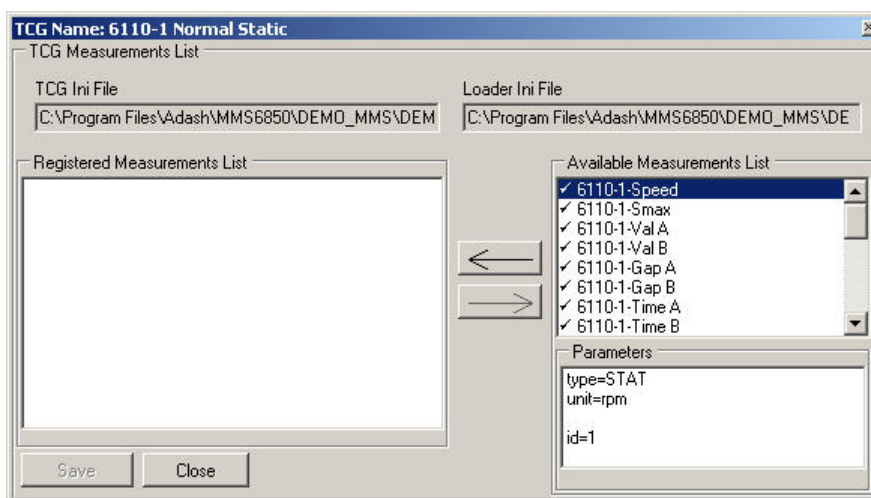 TCG Name: 6110-1 Normal Static
TCG Measurements List
TCG Ini File
C:\Program Files\Adash\MMS6850\DEMO_MMS\DEM
Loader Ini File
C:\Program Files\Adash\MMS6850\DEMO_MMS\DE
Registered Measurements List
Available Measurements List
✓ 6110-1-Speed
✓ 6110-1-Smax
✓ 6110-1-Val A
✓ 6110-1-Val B
✓ 6110-1-Gap A
✓ 6110-1-Gap B
✓ 6110-1-Time A
✓ 6110-1-Time B
Parameters
type=STAT
unit=rpm
id=1
Save
Close